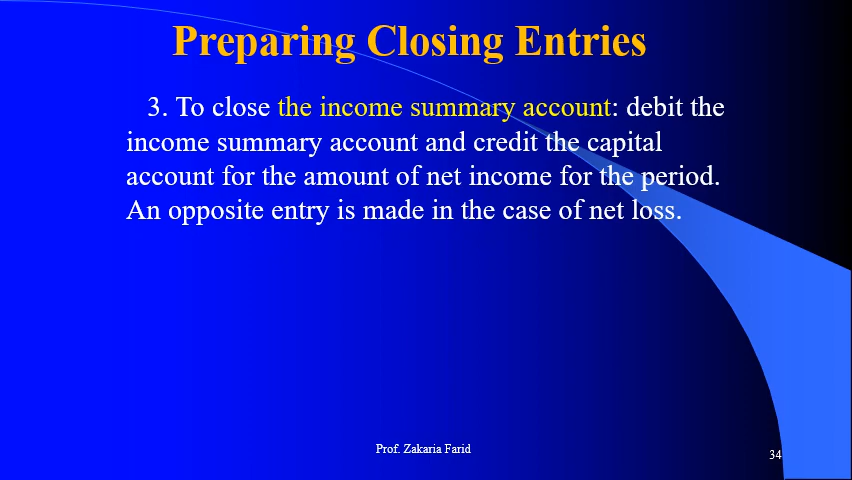 Preparing Closing Entries
3. To close the income summary account: debit the
income summary account and credit the capital
account for the amount of net income for the period.
An opposite entry is made in the case of net loss.
Prof. Zakaria Farid
34